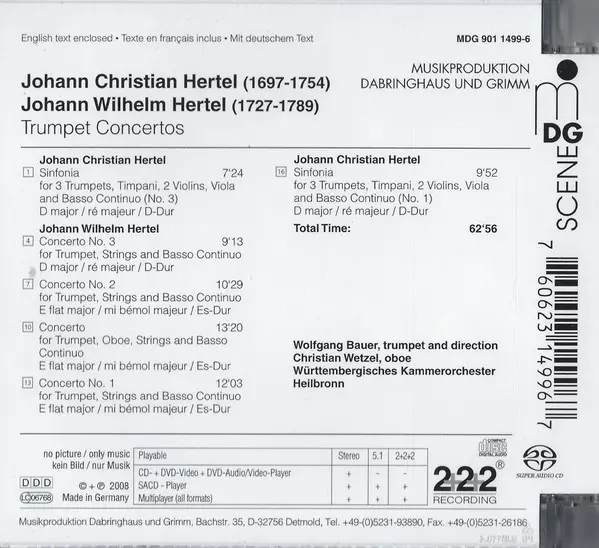 English text enclosed • Texte en français inclus • Mit deutschem Text
MDG 901 1499-6
Johann Christian Hertel (1697-1754)
Johann Wilhelm Hertel (1727-1789)
Trumpet Concertos
MUSIKPRODUKTION
DABRINGHAUS UND GRIMM
mDG
SCENE
Johann Christian Hertel
1 Sinfonia 7'24
for 3 Trumpets, Timpani, 2 Violins, Viola
and Basso Continuo (No. 3)
D major / ré majeur / D-Dur
Johann Wilhelm Hertel
4 Concerto No. 3 9'13
for Trumpet, Strings and Basso Continuo
D major / ré majeur / D-Dur
7 Concerto No. 2 10'29
for Trumpet, Strings and Basso Continuo
E flat major / mi bémol majeur / Es-Dur
10 Concerto 13'20
for Trumpet, Oboe, Strings and Basso
Continuo
E flat major / mi bémol majeur / Es-Dur
13 Concerto No. 1 12'03
for Trumpet, Strings and Basso Continuo
E flat major / mi bémol majeur / Es-Dur
Johann Christian Hertel
16 Sinfonia 9'52
for 3 Trumpets, Timpani, 2 Violins, Viola
and Basso Continuo (No. 1)
D major / ré majeur / D-Dur
Total Time: 62'56
Wolfgang Bauer, trumpet and direction
Christian Wetzel, oboe
Württembergisches Kammerorchester
Heilbronn
7 60623 14996 7
no picture / only music
kein Bild / nur Musik
DDD
LC 06768
© + ℗ 2008
Made in Germany
Playable Stereo 5.1 2+2+2
CD- + DVD-Video + DVD-Audio/Video-Player + - -
SACD - Player + + +
Multiplayer (all formats) + + +
2+2+2®
RECORDING
COMPACT
disc
DIGITAL AUDIO
SUPER AUDIO CD
Musikproduktion Dabringhaus und Grimm, Bachstr. 35, D-32756 Detmold, Tel. +49-(0)5231-93890, Fax +49-(0)5231-26186